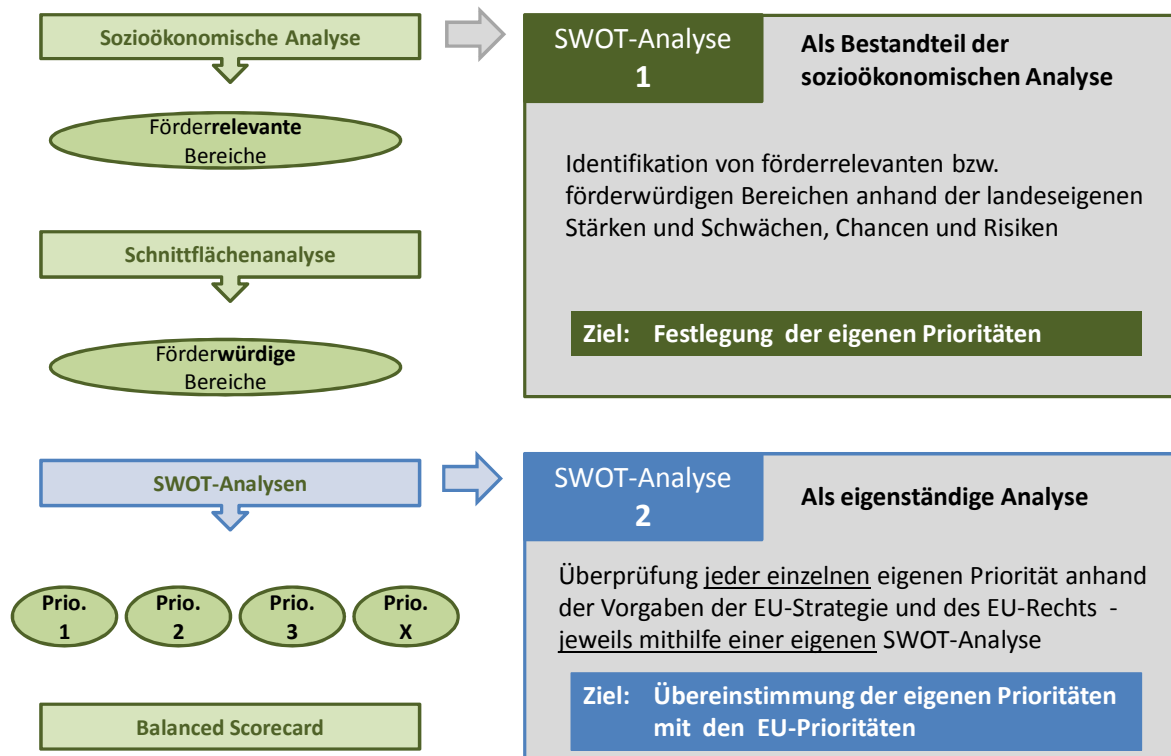 Sozioökonomische Analyse
Förderrelevante
Bereiche
Schnittflächenanalyse
Förderwürdige
Bereiche
SWOT-Analyse
1
Als Bestandteil der
sozioökonomischen Analyse
Identifikation von förderrelevanten bzw.
förderwürdigen Bereichen anhand der landeseigenen
Stärken und Schwächen, Chancen und Risiken
Ziel: Festlegung der eigenen Prioritäten
SWOT-Analysen
Prio.
1
Prio.
2
Prio.
3
Prio.
X
Balanced Scorecard
SWOT-Analyse
2
Als eigenständige Analyse
Überprüfung jeder einzelnen eigenen Priorität anhand
der Vorgaben der EU-Strategie und des EU-Rechts -
jeweils mithilfe einer eigenen SWOT-Analyse
Ziel: Übereinstimmung der eigenen Prioritäten
mit den EU-Prioritäten